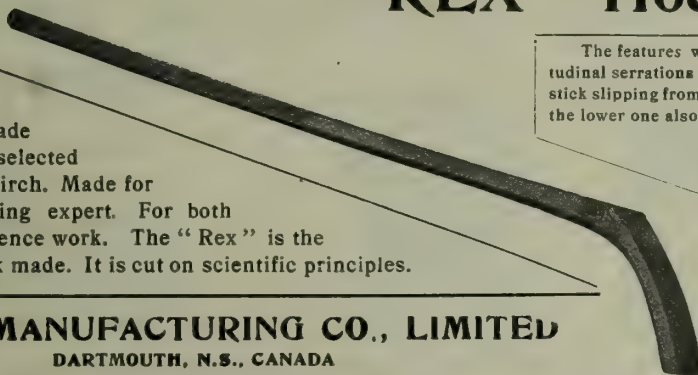 "REX" Hoc
The features w
tudinal serrations
stick slipping from
the lower one also
ade
selected
irch. Made for
ing expert. For both
ence work. The "Rex" is the
k made. It is cut on scientific principles.
MANUFACTURING CO., LIMITED
DARTMOUTH, N.S., CANADA